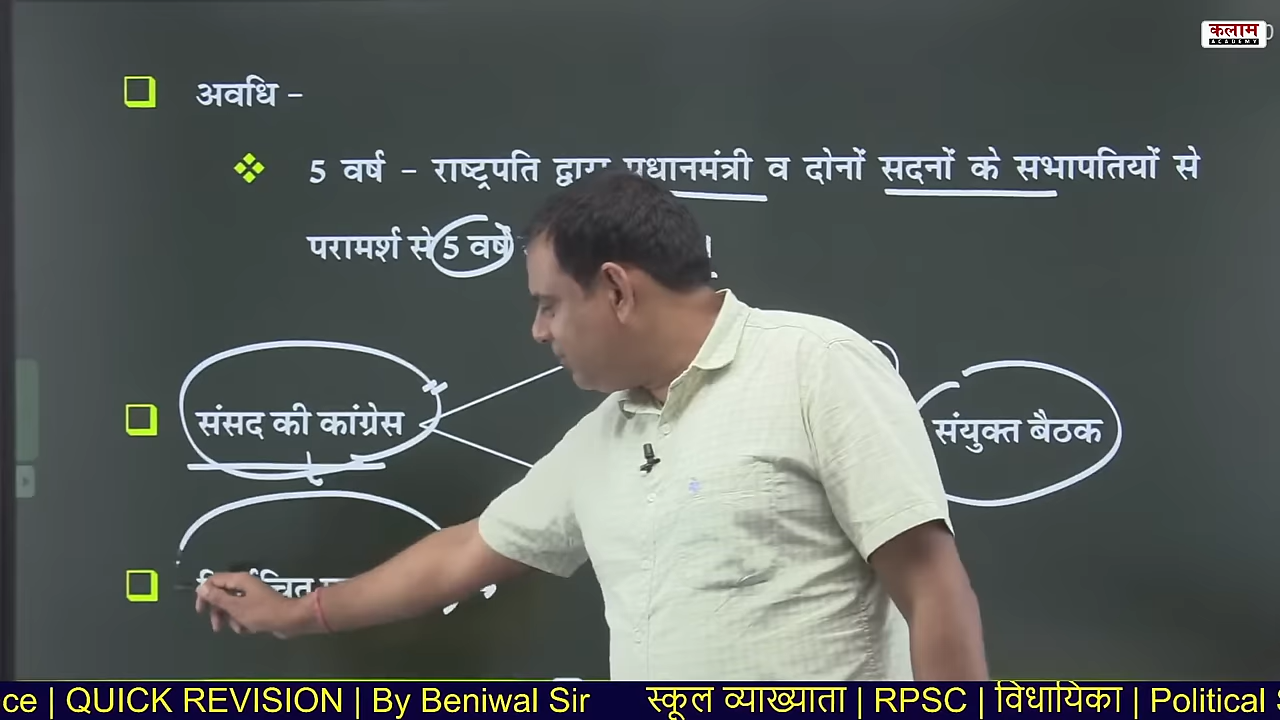 कलाम
ACADEMY
अवधि –
5 वर्ष – राष्ट्रपति द्वारा प्रधानमंत्री व दोनों सदनों के सभापतियों से
परामर्श से 5 वर्ष
संसद की कांग्रेस
संयुक्त बैठक
ce | QUICK REVISION | By Beniwal Sir स्कूल व्याख्याता | RPSC | विधायिका | Political